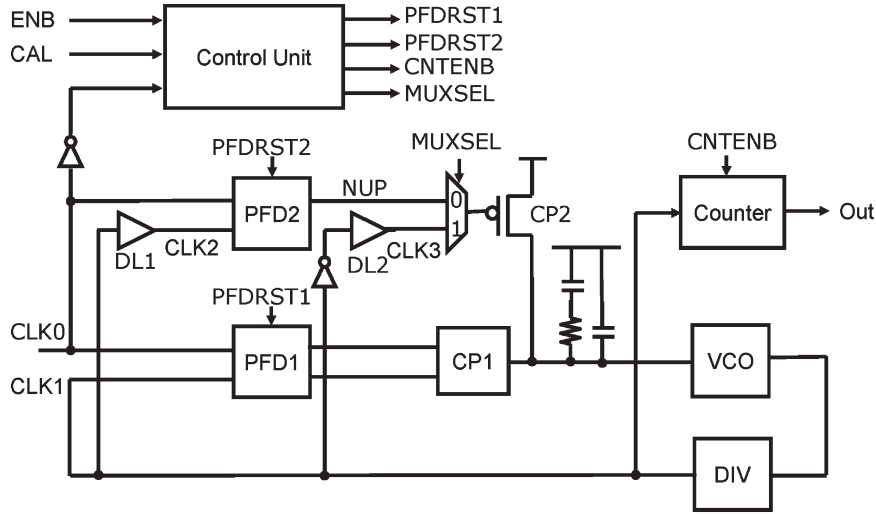 ENB
CAL
Control Unit
PFDRST1
PFDRST2
CNTENB
MUXSEL
PFDRST2
MUXSEL
CNTENB
NUP
0
1
PFD2
CP2
Counter
Out
DL1
CLK2
DL2
CLK3
PFDRST1
CLK0
CLK1
PFD1
CP1
VCO
DIV